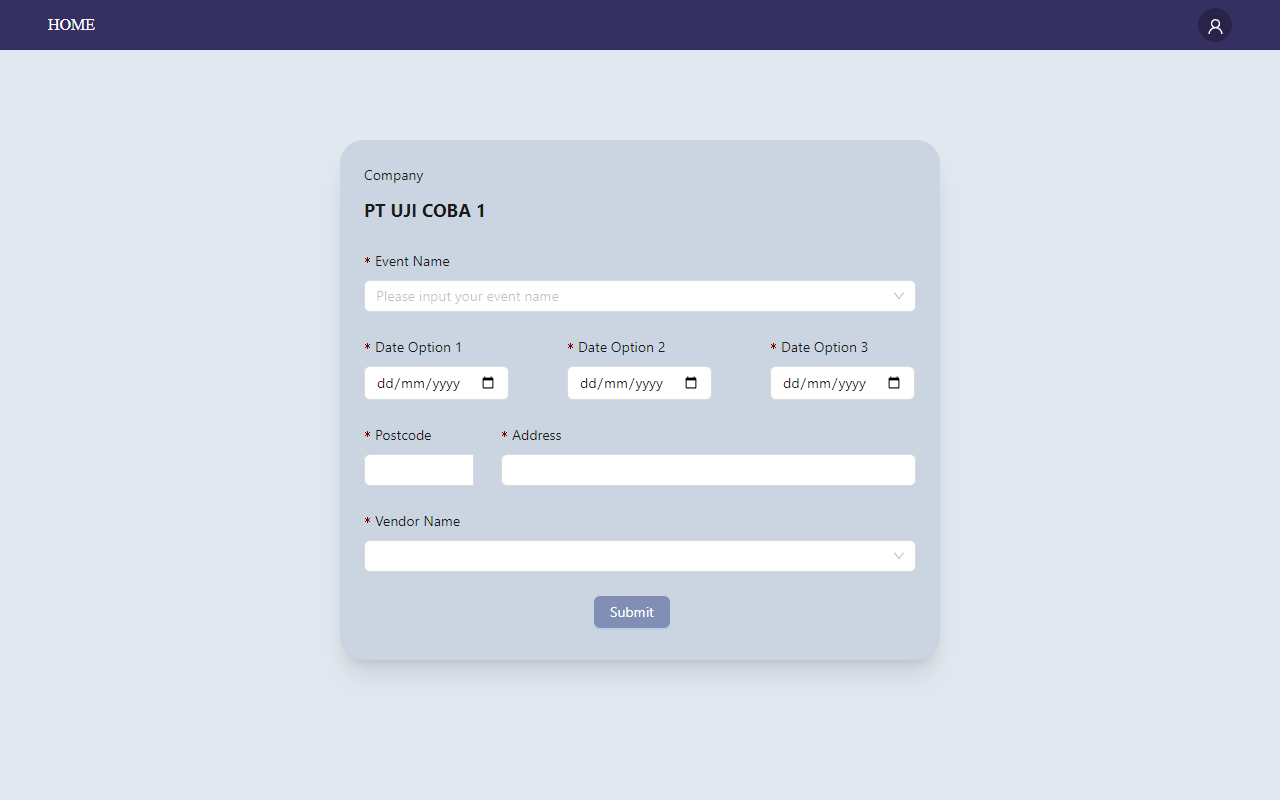 HOME
Company
PT UJI COBA 1
* Event Name
Please input your event name
* Date Option 1 * Date Option 2 * Date Option 3
dd/mm/yyyy dd/mm/yyyy dd/mm/yyyy
* Postcode * Address
* Vendor Name
Submit